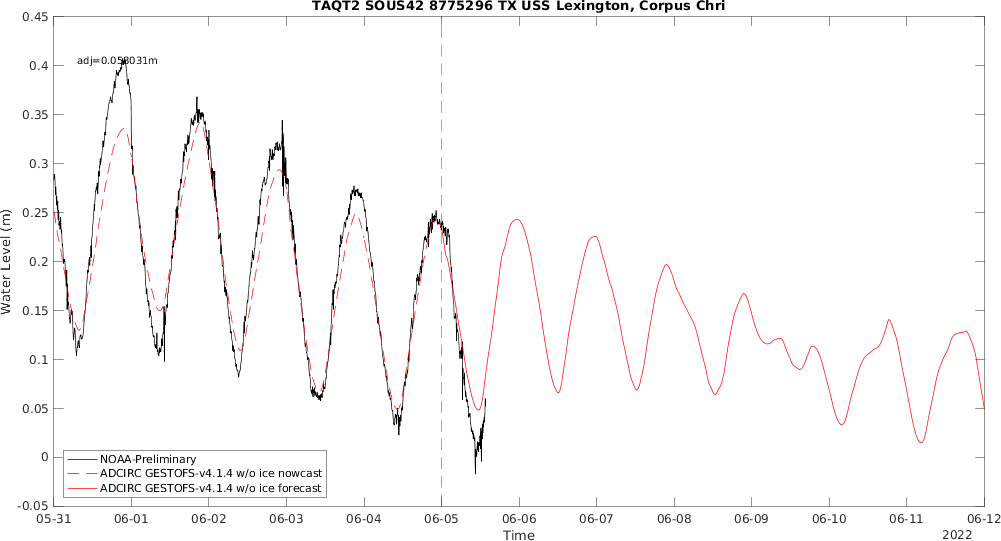 TAQT2 SOUS42 8775296 TX USS Lexington, Corpus Chri
0.45
0.4
0.35
0.3
0.25
0.2
0.15
0.1
0.05
0
-0.05
Water Level (m)
adj=0.058031m
NOAA-Preliminary
ADCIRC GESTOFS-v4.1.4 w/o ice nowcast
ADCIRC GESTOFS-v4.1.4 w/o ice forecast
05-31 06-01 06-02 06-03 06-04 06-05 06-06 06-07 06-08 06-09 06-10 06-11 06-12
Time
2022